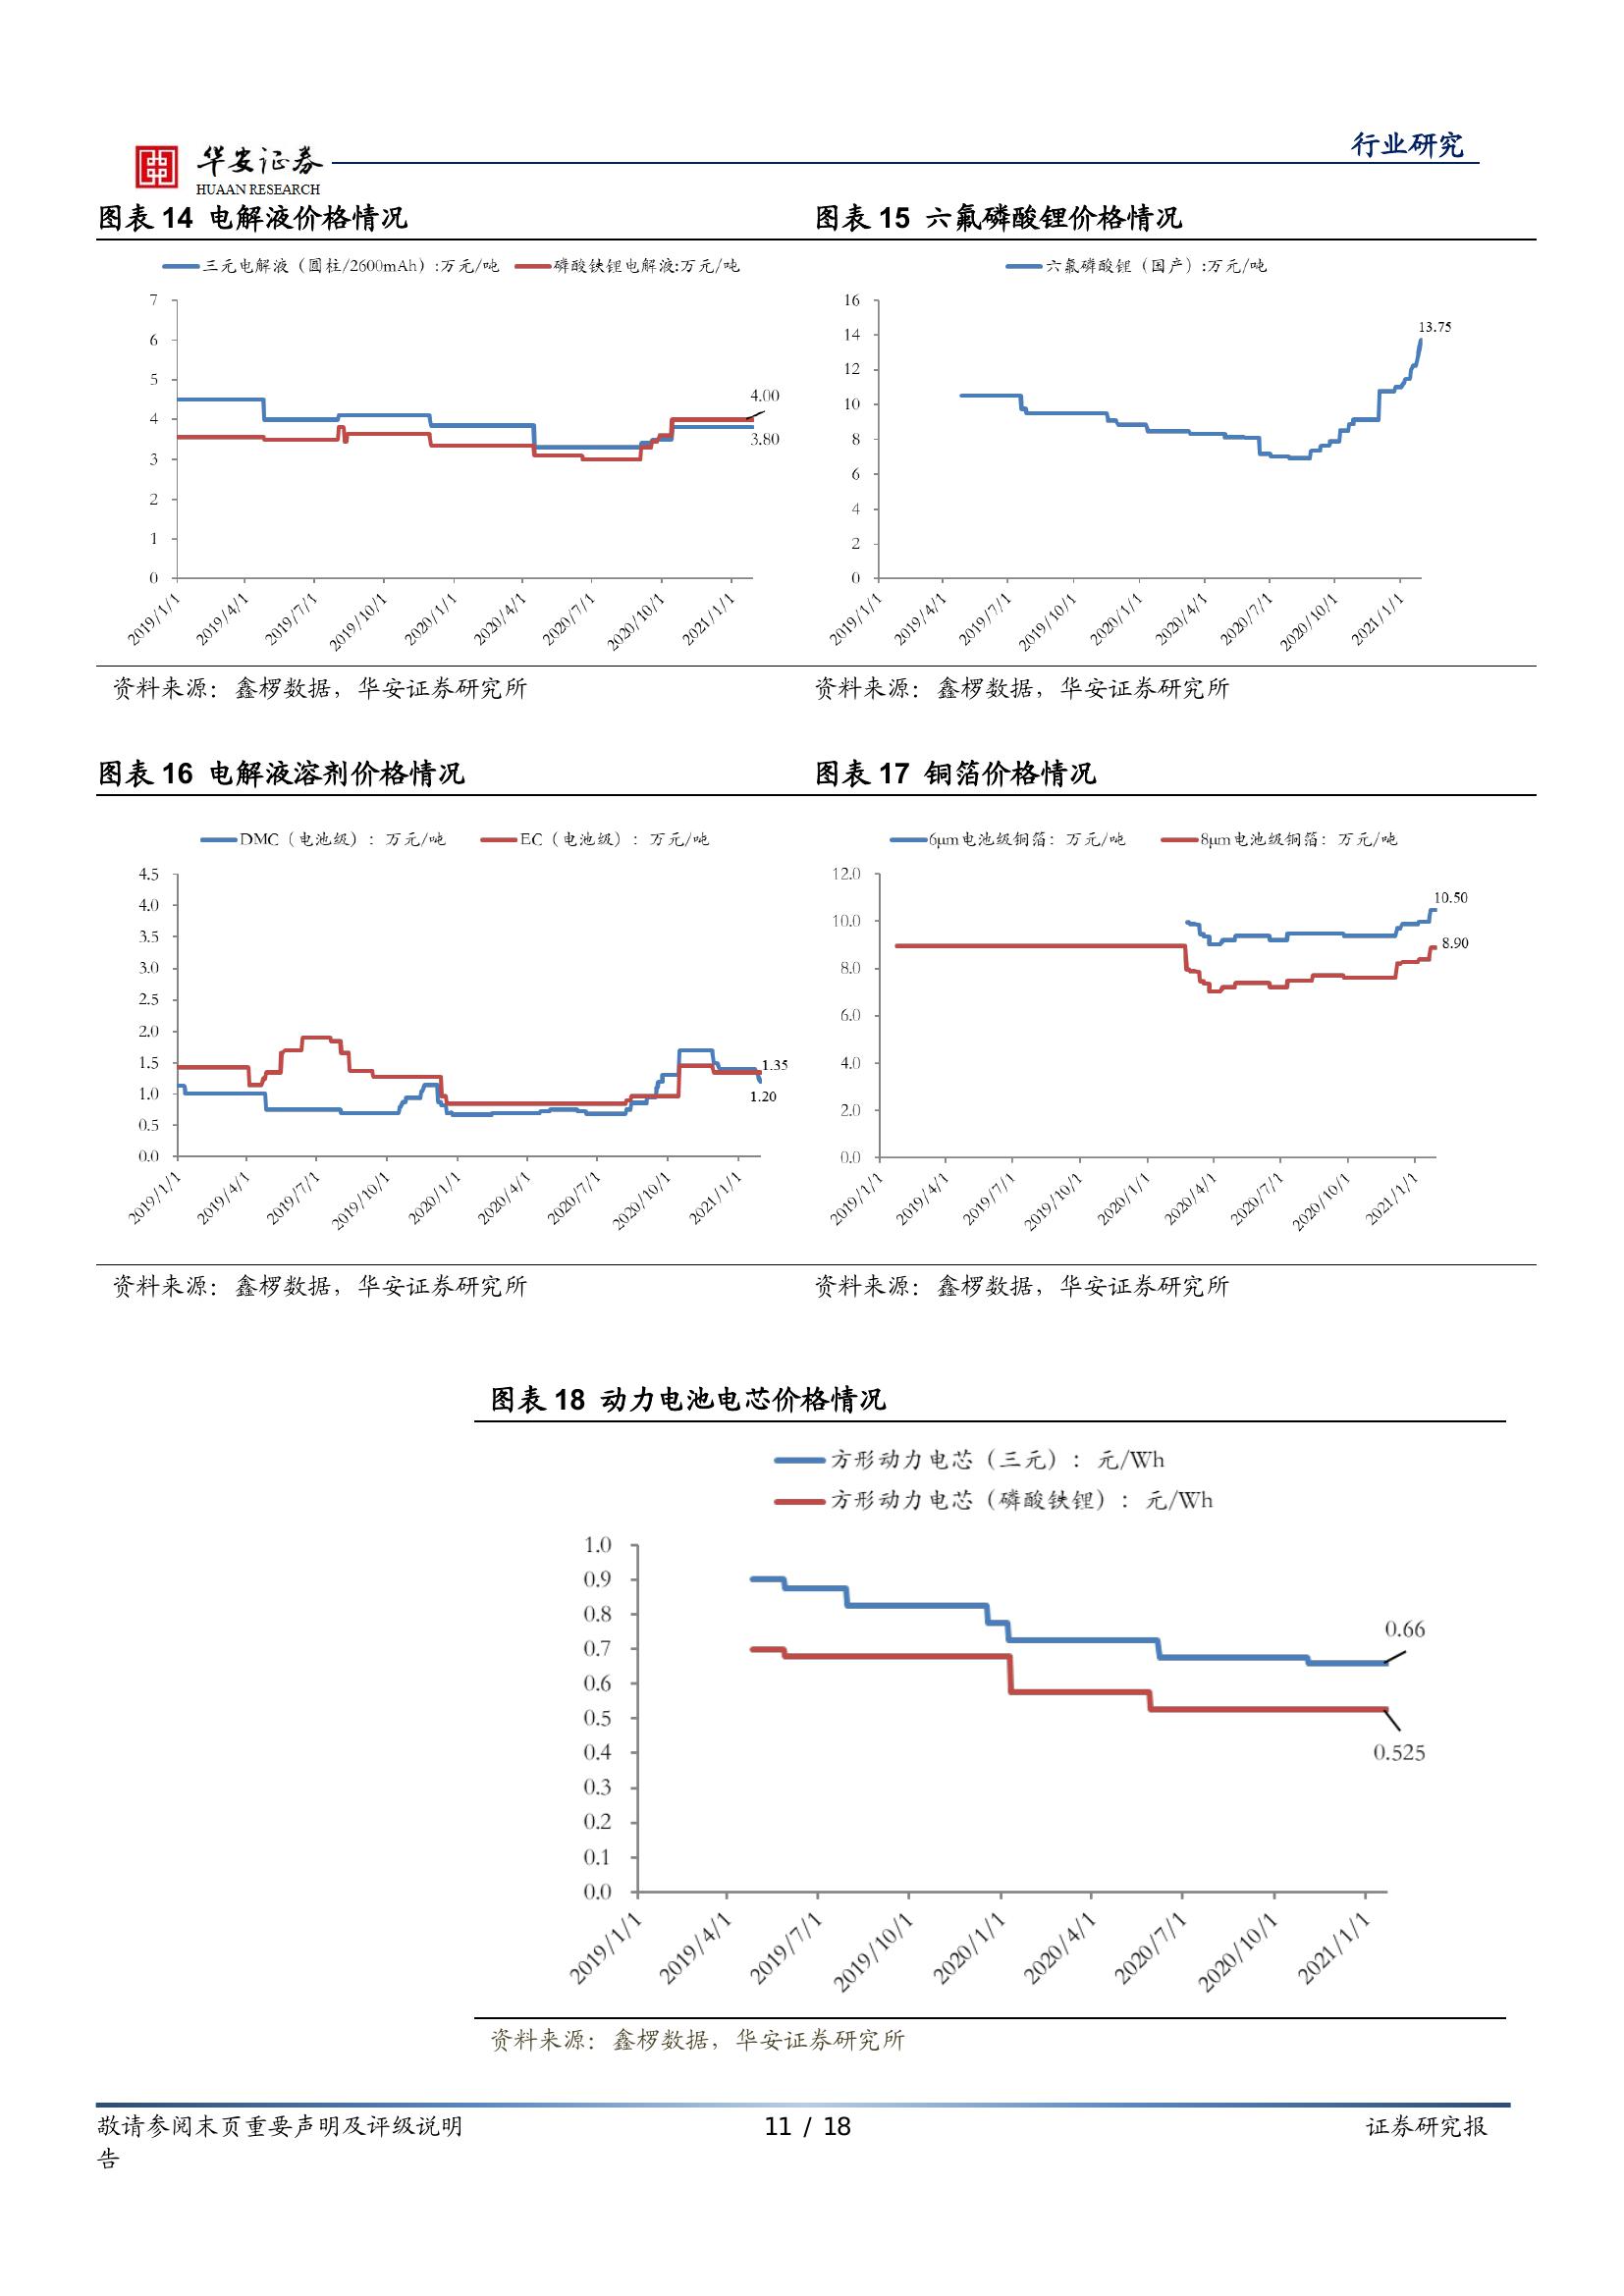 行业研究
华安证券
HUAAN RESEARCH
图表 14 电解液价格情况
三元电解液（圆柱/2600mAh）:万元/吨 磷酸铁锂电解液:万元/吨
7
6
5
4
3
2
1
0
4.00
3.80
2019/1/1 2019/4/1 2019/7/1 2019/10/1 2020/1/1 2020/4/1 2020/7/1 2020/10/1 2021/1/1
资料来源：鑫椤数据，华安证券研究所
图表 15 六氟磷酸锂价格情况
六氟磷酸锂（国产）:万元/吨
16
14
12
10
8
6
4
2
0
13.75
2019/1/1 2019/4/1 2019/7/1 2019/10/1 2020/1/1 2020/4/1 2020/7/1 2020/10/1 2021/1/1
资料来源：鑫椤数据，华安证券研究所
图表 16 电解液溶剂价格情况
DMC（电池级）：万元/吨 EC（电池级）：万元/吨
4.5
4.0
3.5
3.0
2.5
2.0
1.5
1.0
0.5
0.0
1.35
1.20
2019/1/1 2019/4/1 2019/7/1 2019/10/1 2020/1/1 2020/4/1 2020/7/1 2020/10/1 2021/1/1
资料来源：鑫椤数据，华安证券研究所
图表 17 铜箔价格情况
6μm电池级铜箔：万元/吨 8μm电池级铜箔：万元/吨
12.0
10.0
8.0
6.0
4.0
2.0
0.0
10.50
8.90
2019/1/1 2019/4/1 2019/7/1 2019/10/1 2020/1/1 2020/4/1 2020/7/1 2020/10/1 2021/1/1
资料来源：鑫椤数据，华安证券研究所
图表 18 动力电池电芯价格情况
方形动力电芯（三元）：元/Wh
方形动力电芯（磷酸铁锂）：元/Wh
1.0
0.9
0.8
0.7
0.6
0.5
0.4
0.3
0.2
0.1
0.0
0.66
0.525
2019/1/1 2019/4/1 2019/7/1 2019/10/1 2020/1/1 2020/4/1 2020/7/1 2020/10/1 2021/1/1
资料来源：鑫椤数据，华安证券研究所
敬请参阅末页重要声明及评级说明 11 / 18 证券研究报
告